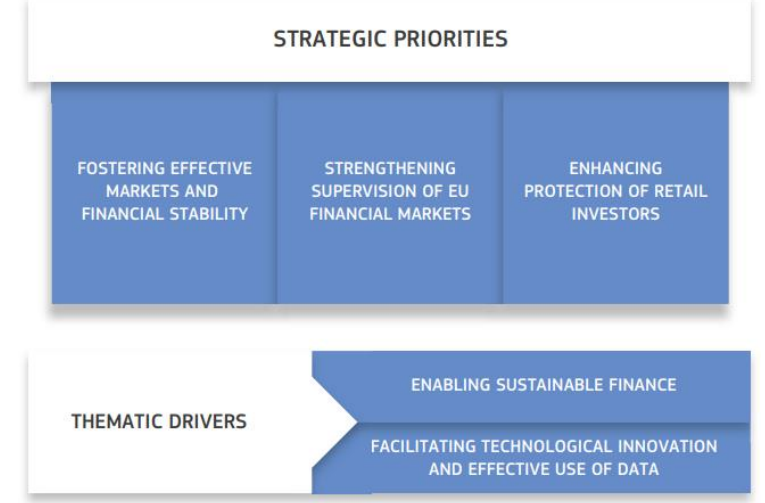 STRATEGIC PRIORITIES
FOSTERING EFFECTIVE
MARKETS AND
FINANCIAL STABILITY
STRENGTHENING
SUPERVISION OF EU
FINANCIAL MARKETS
ENHANCING
PROTECTION OF RETAIL
INVESTORS
THEMATIC DRIVERS
ENABLING SUSTAINABLE FINANCE
FACILITATING TECHNOLOGICAL INNOVATION
AND EFFECTIVE USE OF DATA